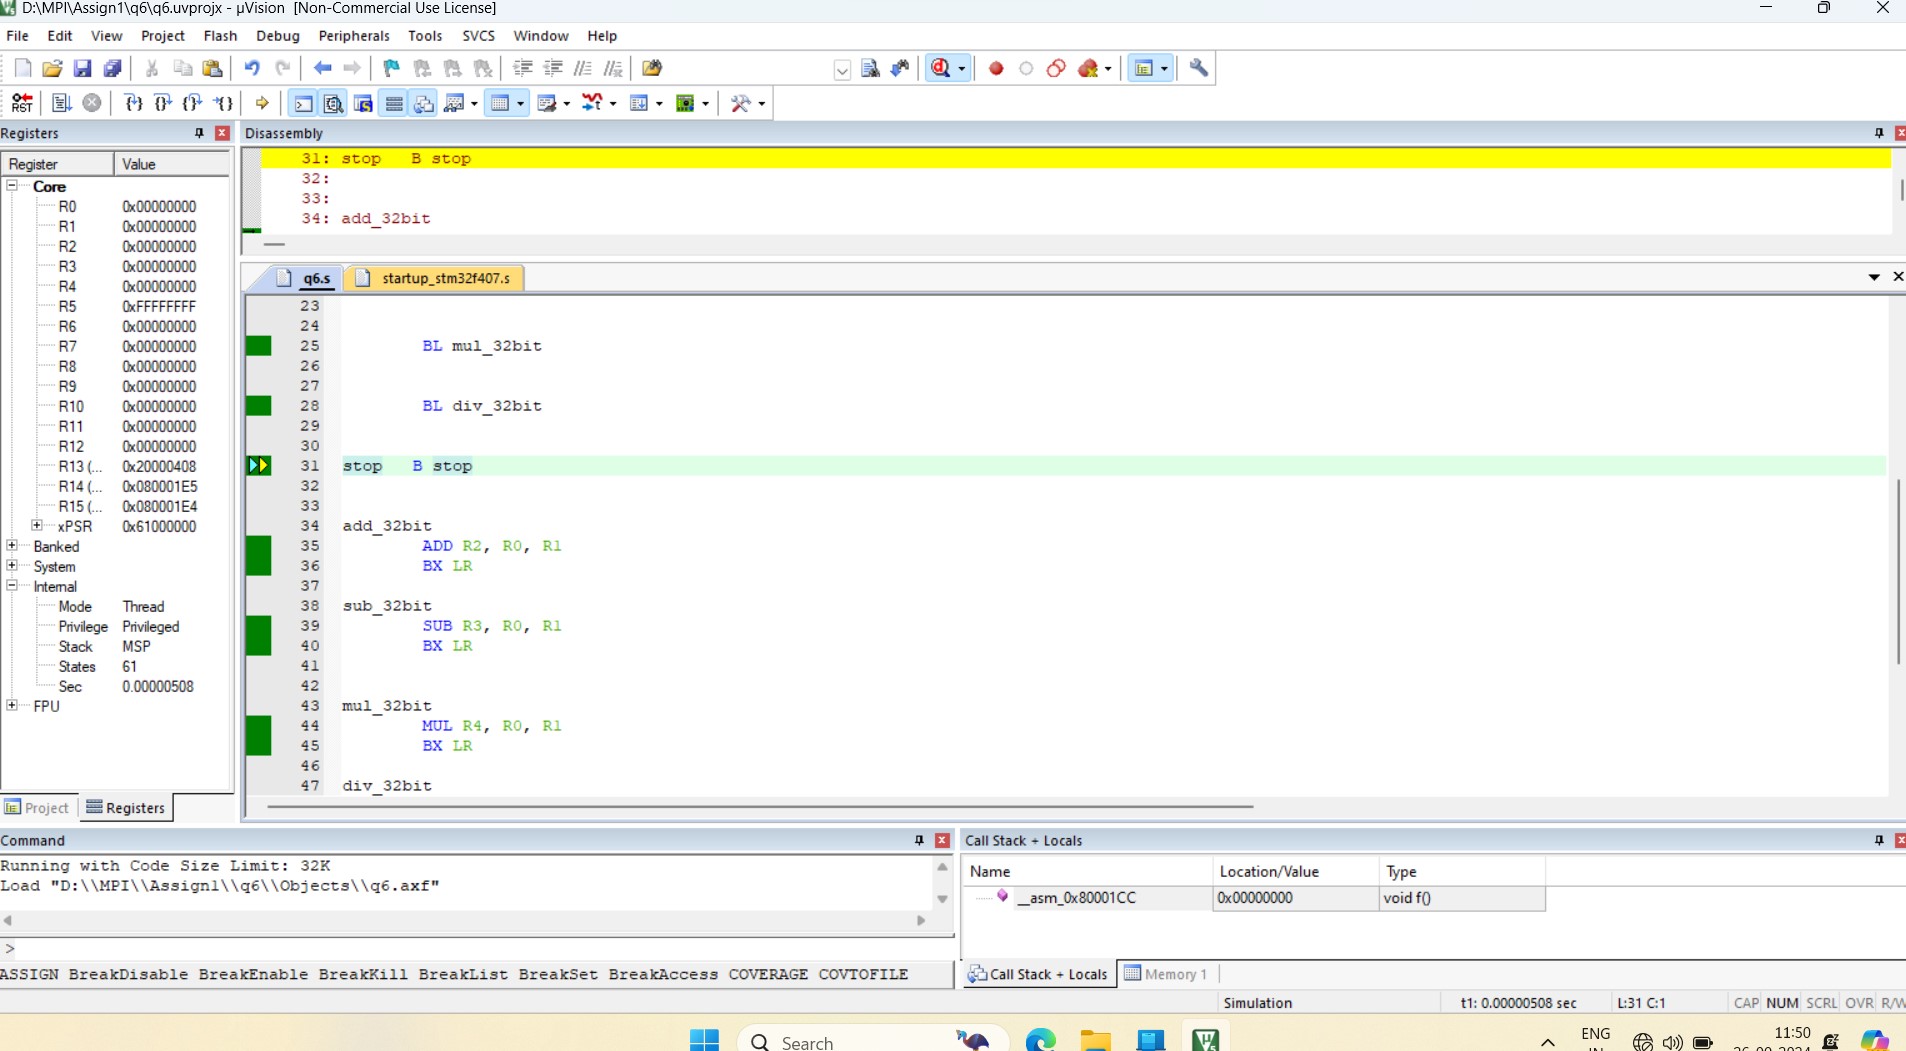 D:\MPI\Assign1\q6\q6.uvprojx - µVision [Non-Commercial Use License]
File Edit View Project Flash Debug Peripherals Tools SVCS Window Help
RST
Registers
Register Value
Core
R0 0x00000000
R1 0x00000000
R2 0x00000000
R3 0x00000000
R4 0x00000000
R5 0xFFFFFFFF
R6 0x00000000
R7 0x00000000
R8 0x00000000
R9 0x00000000
R10 0x00000000
R11 0x00000000
R12 0x00000000
R13 (... 0x20000408
R14 (... 0x080001E5
R15 (... 0x080001E4
xPSR 0x61000000
Banked
System
Internal
Mode Thread
Privilege Privileged
Stack MSP
States 61
Sec 0.00000508
FPU
Project Registers
Disassembly
31: stop B stop
32:
33:
34: add_32bit
q6.s startup_stm32f407.s
23
24
25 BL mul_32bit
26
27
28 BL div_32bit
29
30
31 stop B stop
32
33
34 add_32bit
35 ADD R2, R0, R1
36 BX LR
37
38 sub_32bit
39 SUB R3, R0, R1
40 BX LR
41
42
43 mul_32bit
44 MUL R4, R0, R1
45 BX LR
46
47 div_32bit
Command
Running with Code Size Limit: 32K
Load "D:\\MPI\\Assign1\\q6\\Objects\\q6.axf"
>
ASSIGN BreakDisable BreakEnable BreakKill BreakList BreakSet BreakAccess COVERAGE COVTOFILE
Call Stack + Locals
Name Location/Value Type
__asm_0x80001CC 0x00000000 void f()
Call Stack + Locals Memory 1
Simulation t1: 0.00000508 sec L:31 C:1 CAP NUM SCRL OVR R/W
Search
ENG
11:50